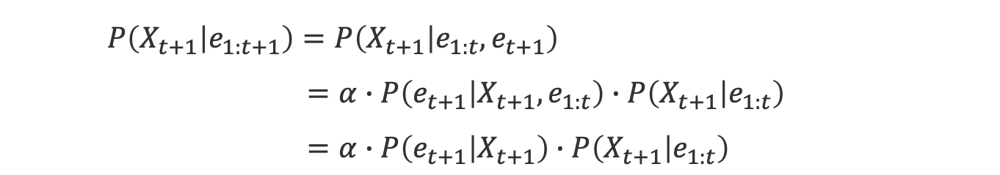 P(X_{t+1}|e_{1:t+1}) = P(X_{t+1}|e_{1:t}, e_{t+1})
= α · P(e_{t+1}|X_{t+1}, e_{1:t}) · P(X_{t+1}|e_{1:t})
= α · P(e_{t+1}|X_{t+1}) · P(X_{t+1}|e_{1:t})